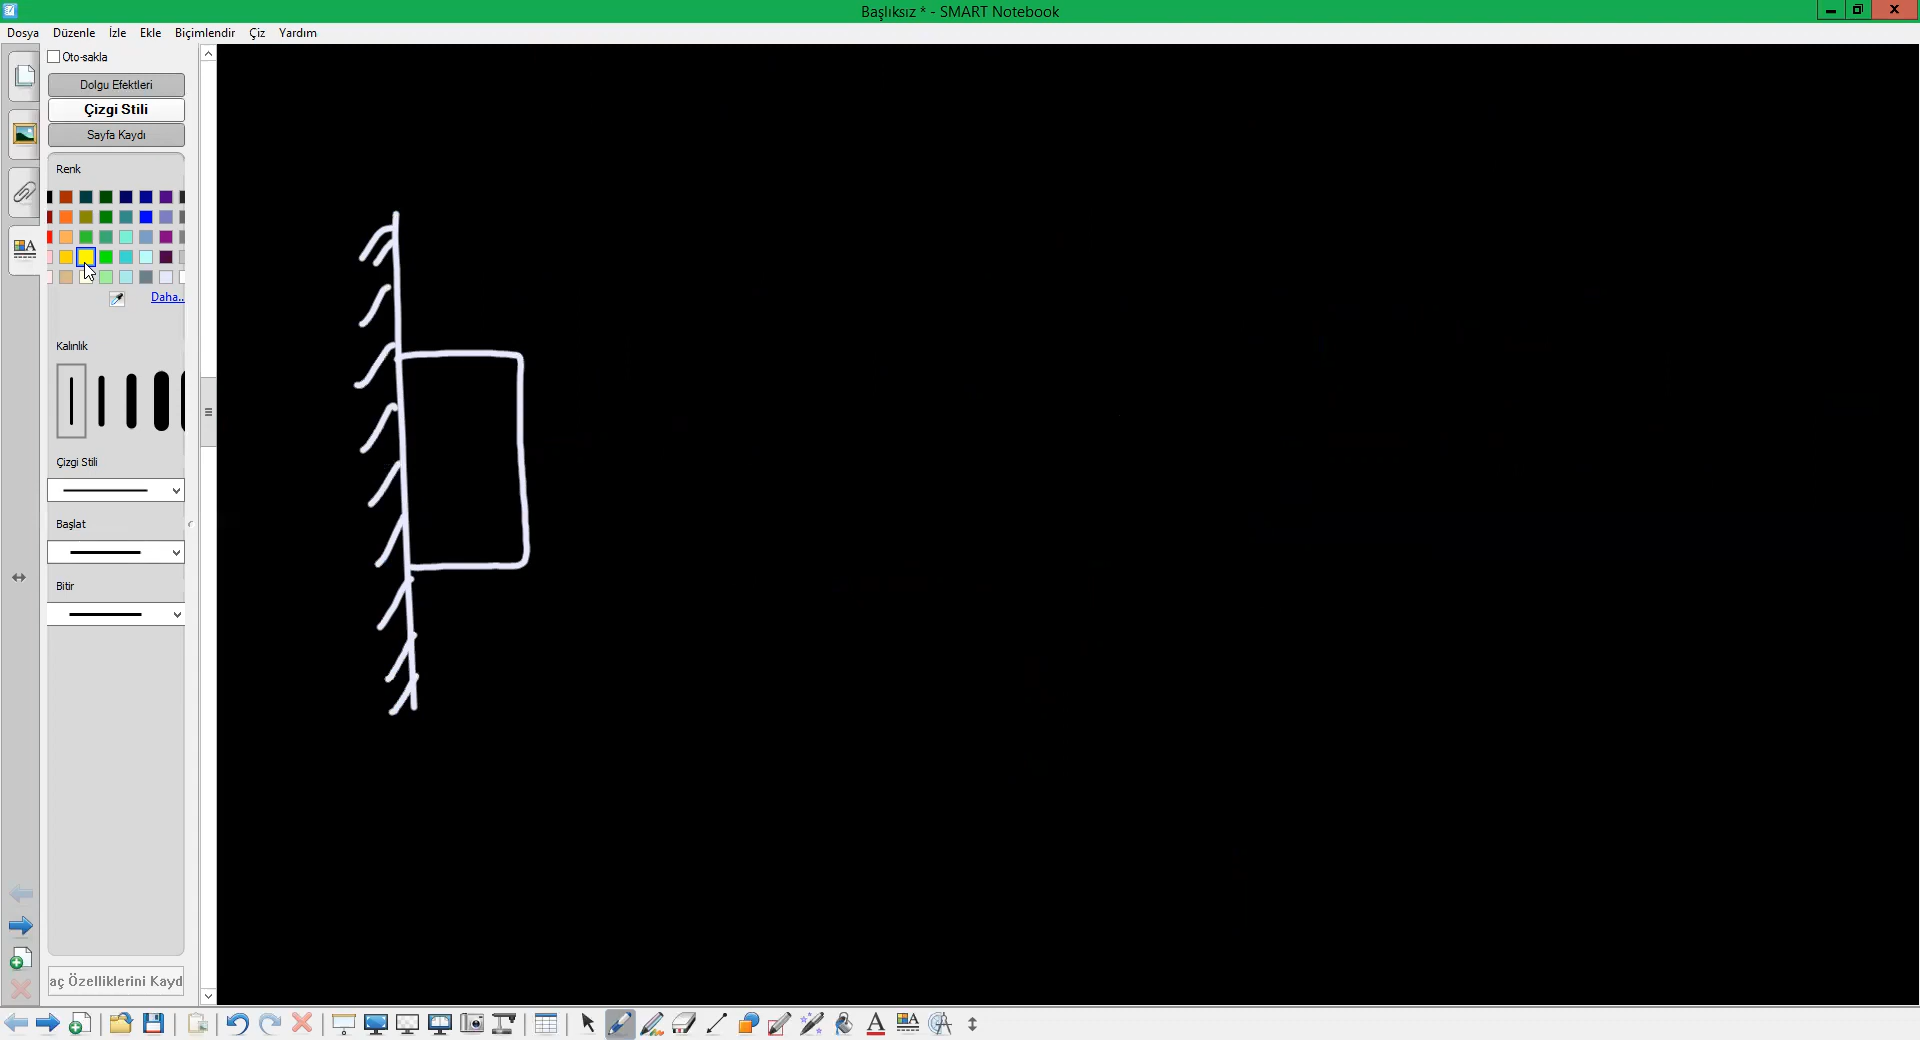 Başlıksız * - SMART Notebook
Dosya Düzenle İzle Ekle Biçimlendir Çiz Yardım
Oto-sakla
Dolgu Efektleri
Çizgi Stili
Sayfa Kaydı
Renk
Daha..
Kalınlık
Çizgi Stili
Başlat
Bitir
aç Özelliklerini Kayd